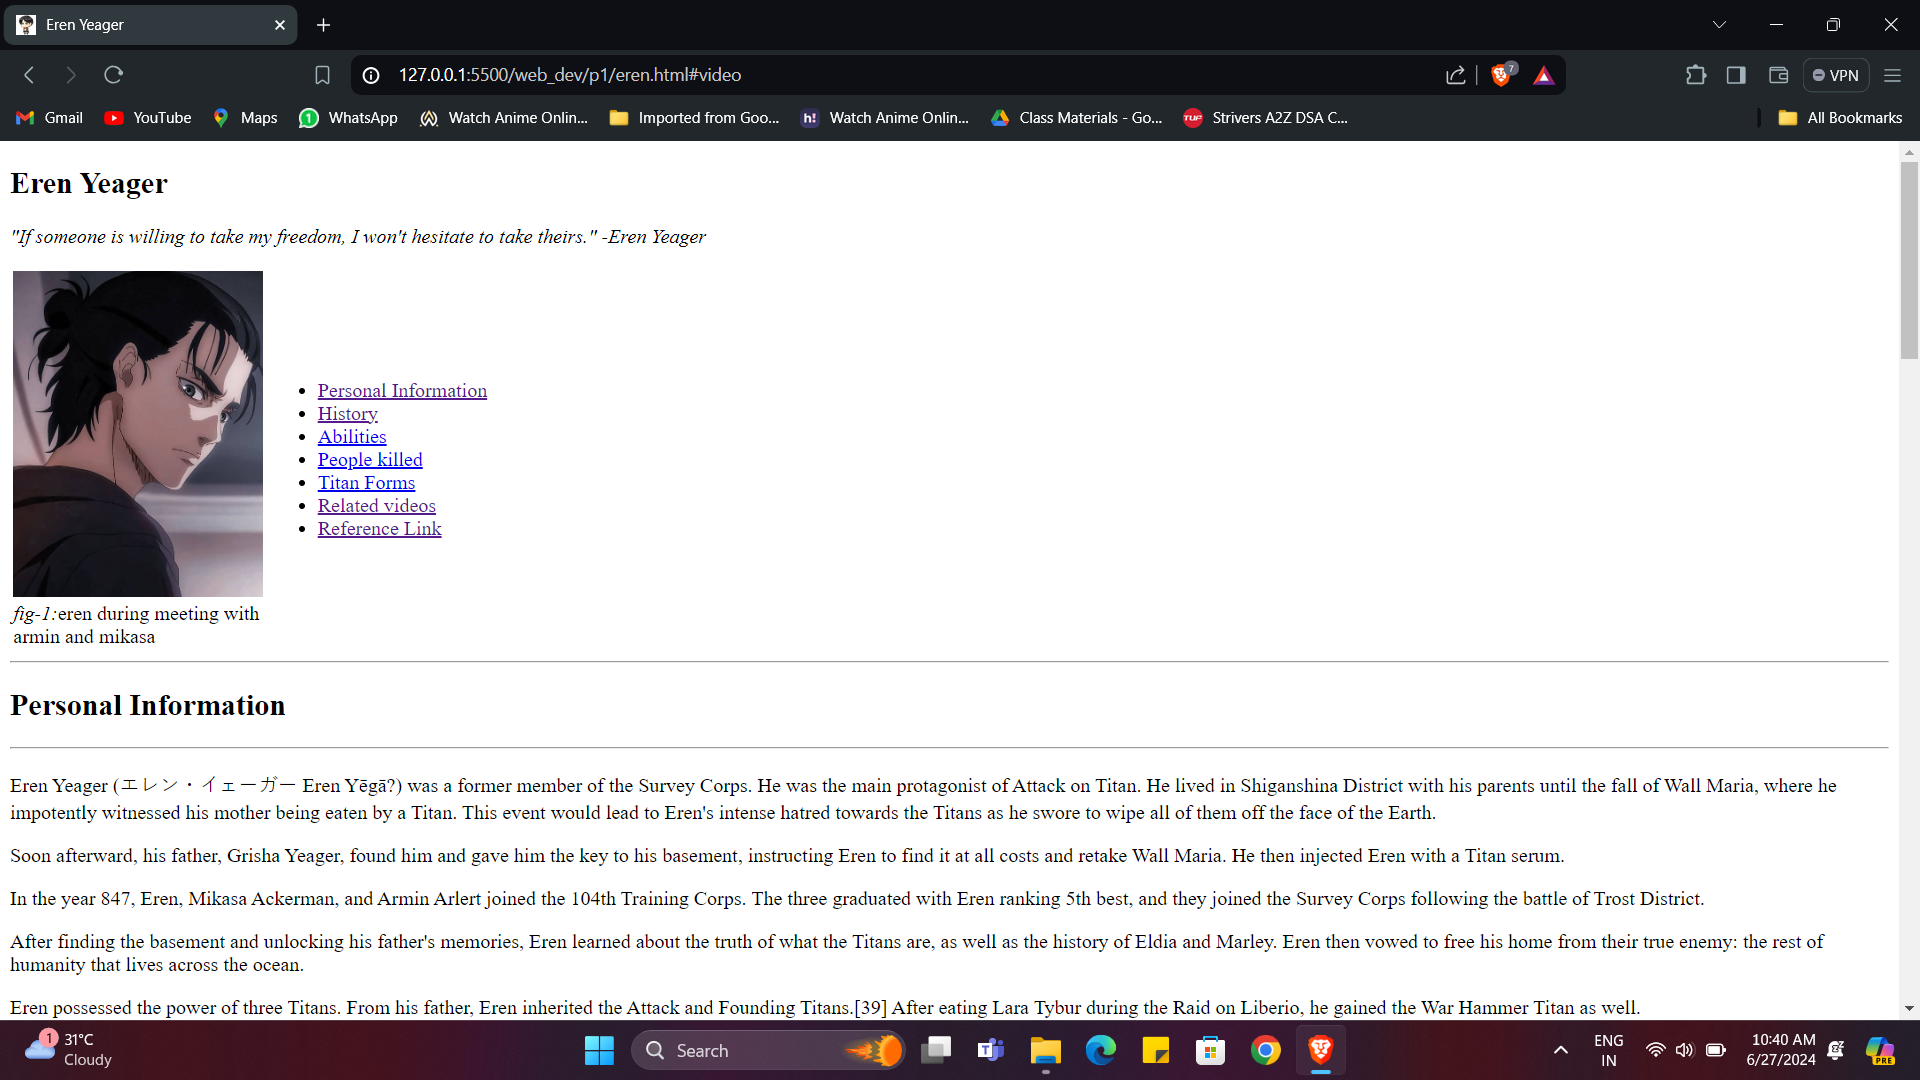 Eren Yeager
127.0.0.1:5500/web_dev/p1/eren.html#video
7
VPN
Gmail
YouTube
Maps
WhatsApp
Watch Anime Onlin...
Imported from Goo...
h!
Watch Anime Onlin...
Class Materials - Go...
TUF
Strivers A2Z DSA C...
All Bookmarks
Eren Yeager
"If someone is willing to take my freedom, I won't hesitate to take theirs." -Eren Yeager
Personal Information
History
Abilities
People killed
Titan Forms
Related videos
Reference Link
fig-1:eren during meeting with
armin and mikasa
Personal Information
Eren Yeager (エレン・イェーガー Eren Yēgā?) was a former member of the Survey Corps. He was the main protagonist of Attack on Titan. He lived in Shiganshina District with his parents until the fall of Wall Maria, where he
impotently witnessed his mother being eaten by a Titan. This event would lead to Eren's intense hatred towards the Titans as he swore to wipe all of them off the face of the Earth.
Soon afterward, his father, Grisha Yeager, found him and gave him the key to his basement, instructing Eren to find it at all costs and retake Wall Maria. He then injected Eren with a Titan serum.
In the year 847, Eren, Mikasa Ackerman, and Armin Arlert joined the 104th Training Corps. The three graduated with Eren ranking 5th best, and they joined the Survey Corps following the battle of Trost District.
After finding the basement and unlocking his father's memories, Eren learned about the truth of what the Titans are, as well as the history of Eldia and Marley. Eren then vowed to free his home from their true enemy: the rest of
humanity that lives across the ocean.
Eren possessed the power of three Titans. From his father, Eren inherited the Attack and Founding Titans.[39] After eating Lara Tybur during the Raid on Liberio, he gained the War Hammer Titan as well.
1
31°C
Cloudy
Search
ENG
IN
10:40 AM
6/27/2024
PRE